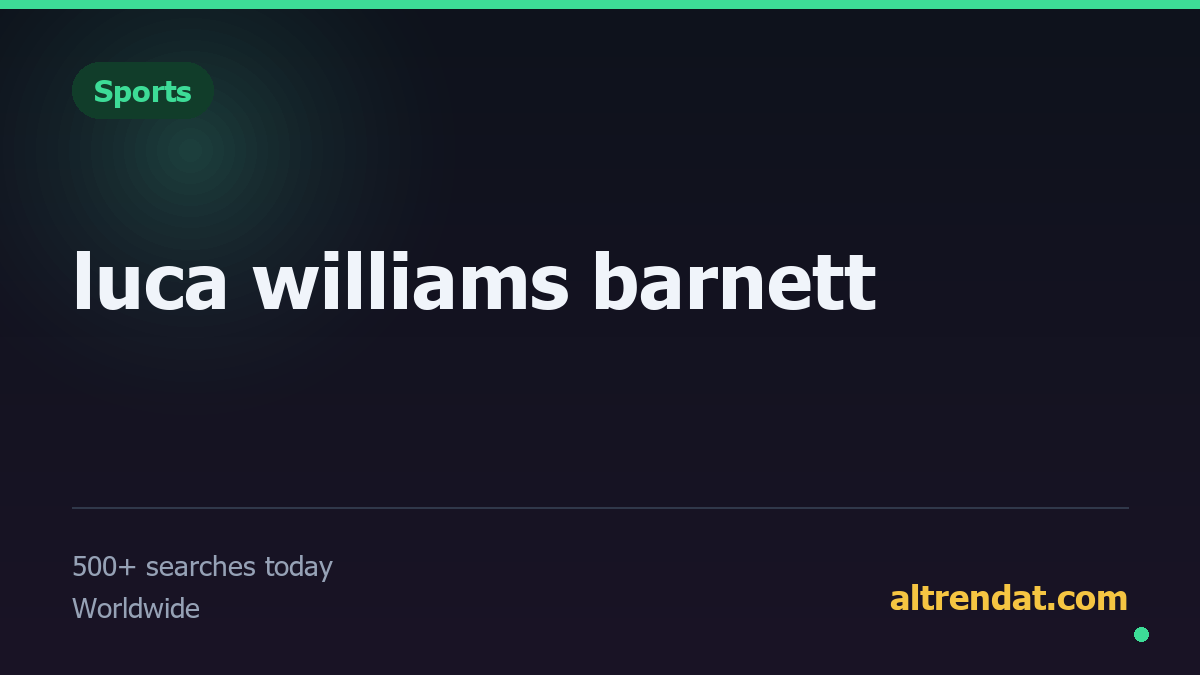 Sports
luca williams barnett
500+ searches today
Worldwide
altrendat.com